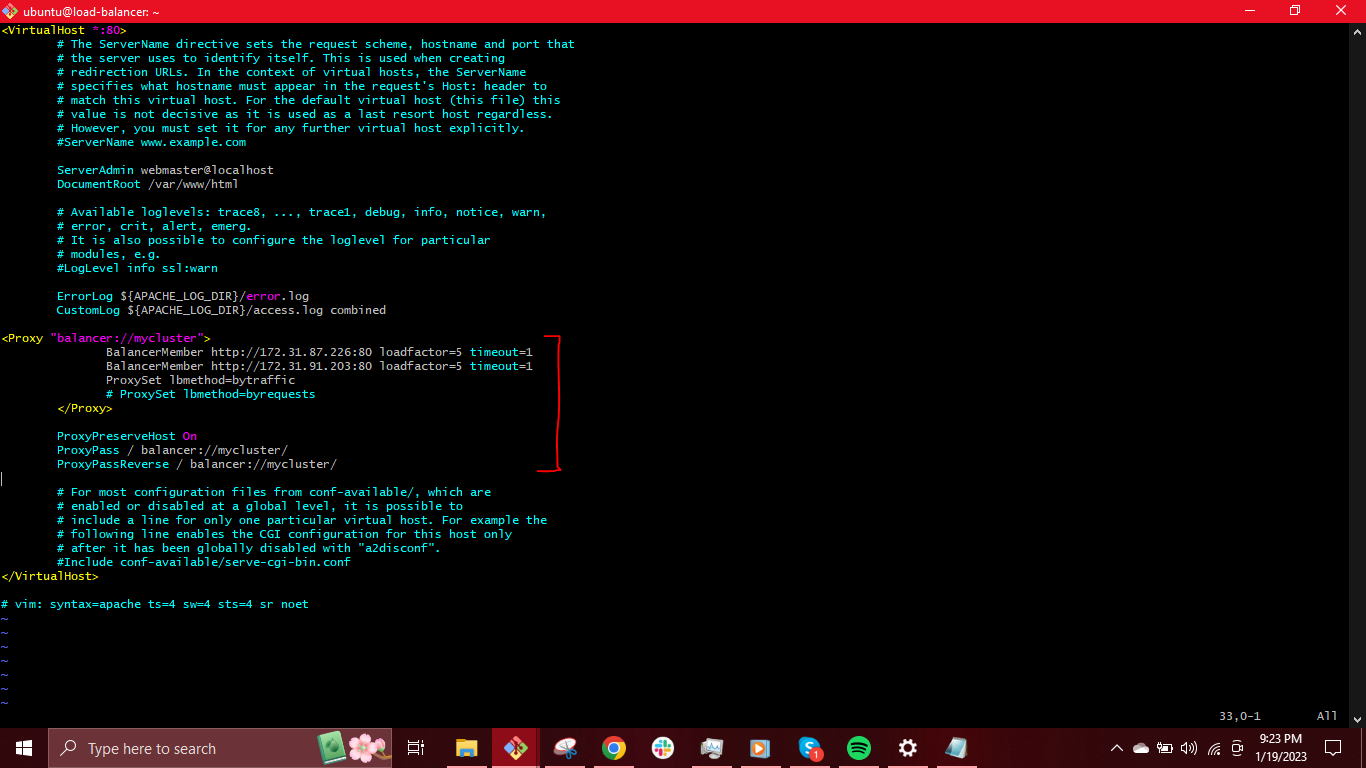 ubuntu@load-balancer: ~
<VirtualHost *:80>
# The ServerName directive sets the request scheme, hostname and port that
# the server uses to identify itself. This is used when creating
# redirection URLs. In the context of virtual hosts, the ServerName
# specifies what hostname must appear in the request's Host: header to
# match this virtual host. For the default virtual host (this file) this
# value is not decisive as it is used as a last resort host regardless.
# However, you must set it for any further virtual host explicitly.
#ServerName www.example.com
ServerAdmin webmaster@localhost
DocumentRoot /var/www/html
# Available loglevels: trace8, ..., trace1, debug, info, notice, warn,
# error, crit, alert, emerg.
# It is also possible to configure the loglevel for particular
# modules, e.g.
#LogLevel info ssl:warn
ErrorLog ${APACHE_LOG_DIR}/error.log
CustomLog ${APACHE_LOG_DIR}/access.log combined
<Proxy "balancer://mycluster">
BalancerMember http://172.31.87.226:80 loadfactor=5 timeout=1
BalancerMember http://172.31.91.203:80 loadfactor=5 timeout=1
ProxySet lbmethod=bytraffic
# ProxySet lbmethod=byrequests
</Proxy>
ProxyPreserveHost On
ProxyPass / balancer://mycluster/
ProxyPassReverse / balancer://mycluster/
# For most configuration files from conf-available/, which are
# enabled or disabled at a global level, it is possible to
# include a line for only one particular virtual host. For example the
# following line enables the CGI configuration for this host only
# after it has been globally disabled with "a2disconf".
#Include conf-available/serve-cgi-bin.conf
</VirtualHost>
# vim: syntax=apache ts=4 sw=4 sts=4 sr noet
~
~
~
~
~
~
~
33,0-1 All
Type here to search
1
9:23 PM
1/19/2023